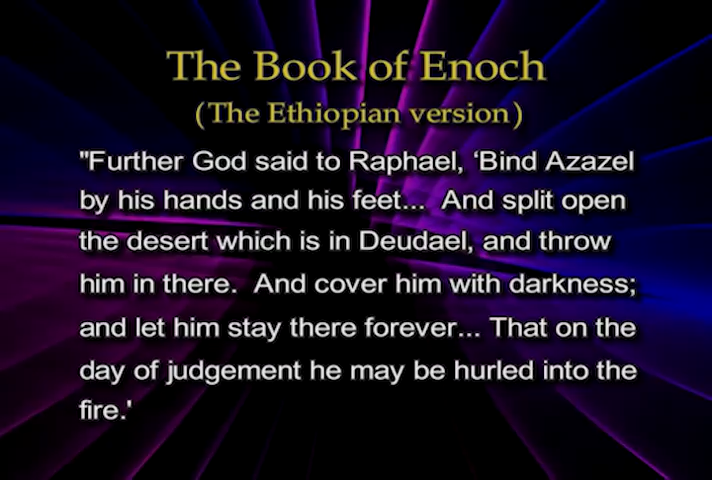 The Book of Enoch
(The Ethiopian version)
"Further God said to Raphael, ‘Bind Azazel
by his hands and his feet...  And split open
the desert which is in Deudael, and throw
him in there.  And cover him with darkness;
and let him stay there forever... That on the
day of judgement he may be hurled into the
fire.'